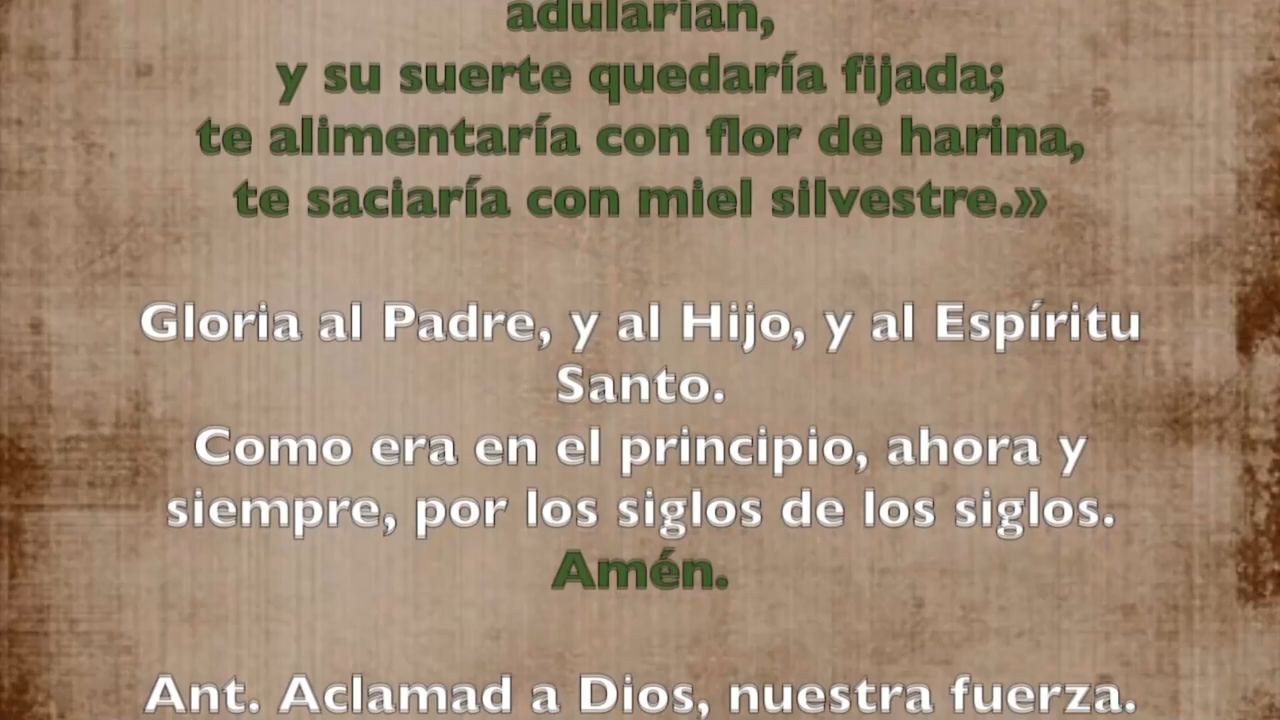 adularían,
y su suerte quedaría fijada;
te alimentaría con flor de harina,
te saciaría con miel silvestre.»
Gloria al Padre, y al Hijo, y al Espíritu
Santo.
Como era en el principio, ahora y
siempre, por los siglos de los siglos.
Amén.
Ant. Aclamad a Dios, nuestra fuerza.